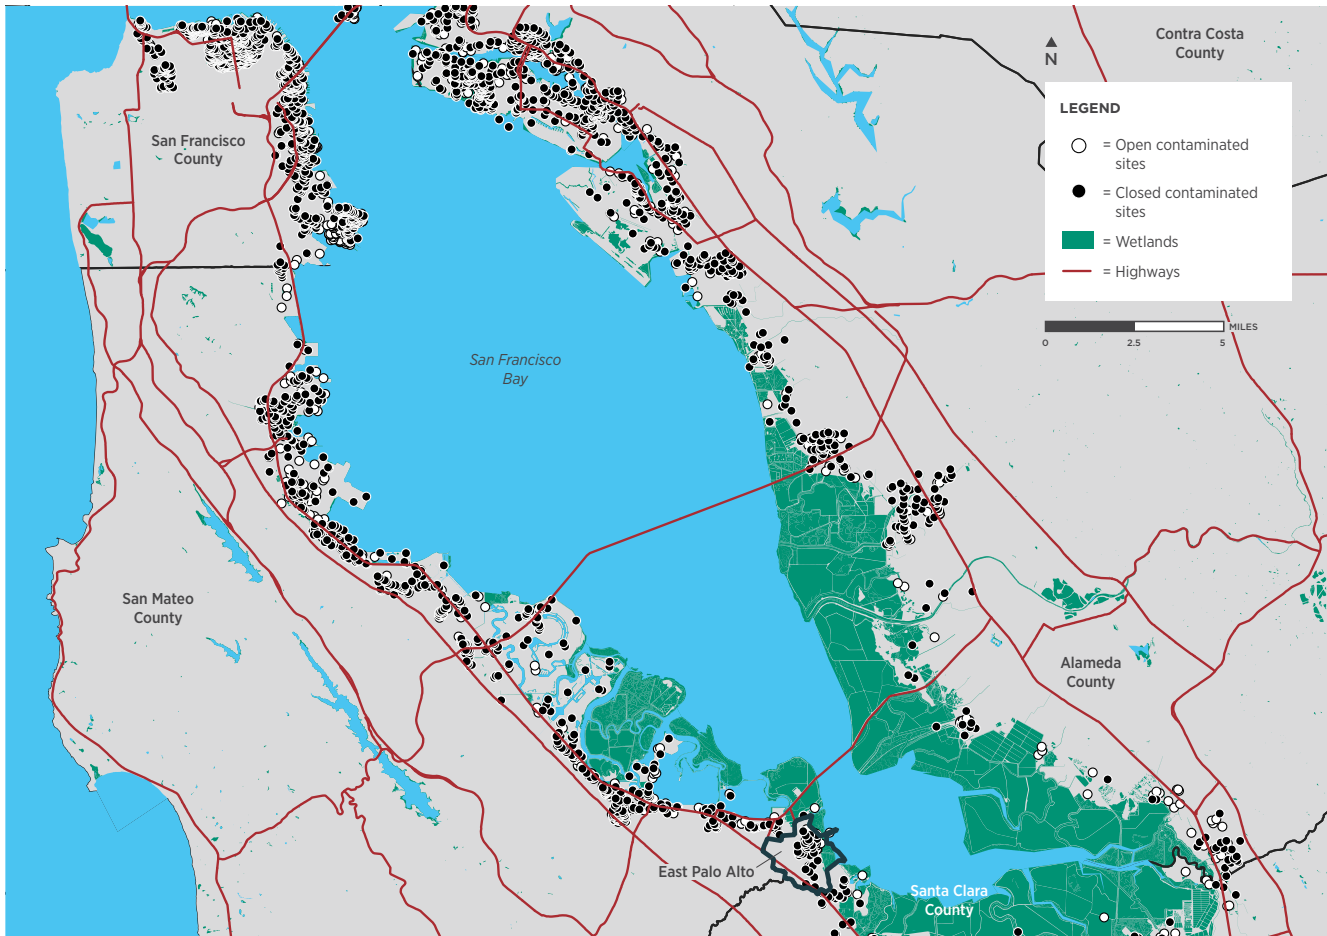 Contra Costa
County
N
LEGEND
= Open contaminated
sites
= Closed contaminated
sites
= Wetlands
= Highways
MILES
0 2.5 5
San Francisco
County
San Francisco
Bay
San Mateo
County
Alameda
County
East Palo Alto
Santa Clara
County